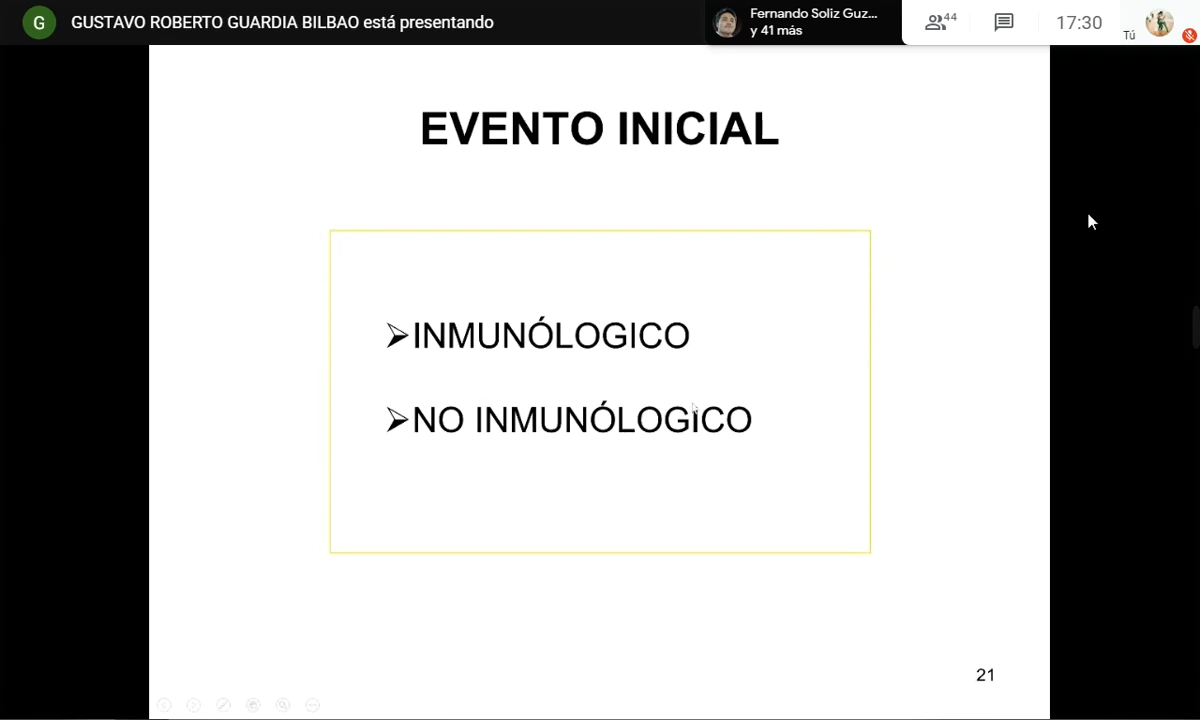 G GUSTAVO ROBERTO GUARDIA BILBAO está presentando
Fernando Soliz Guz...
y 41 más
44
17:30
Tú
EVENTO INICIAL
➢INMUNÓLOGICO
➢NO INMUNÓLOGICO
21